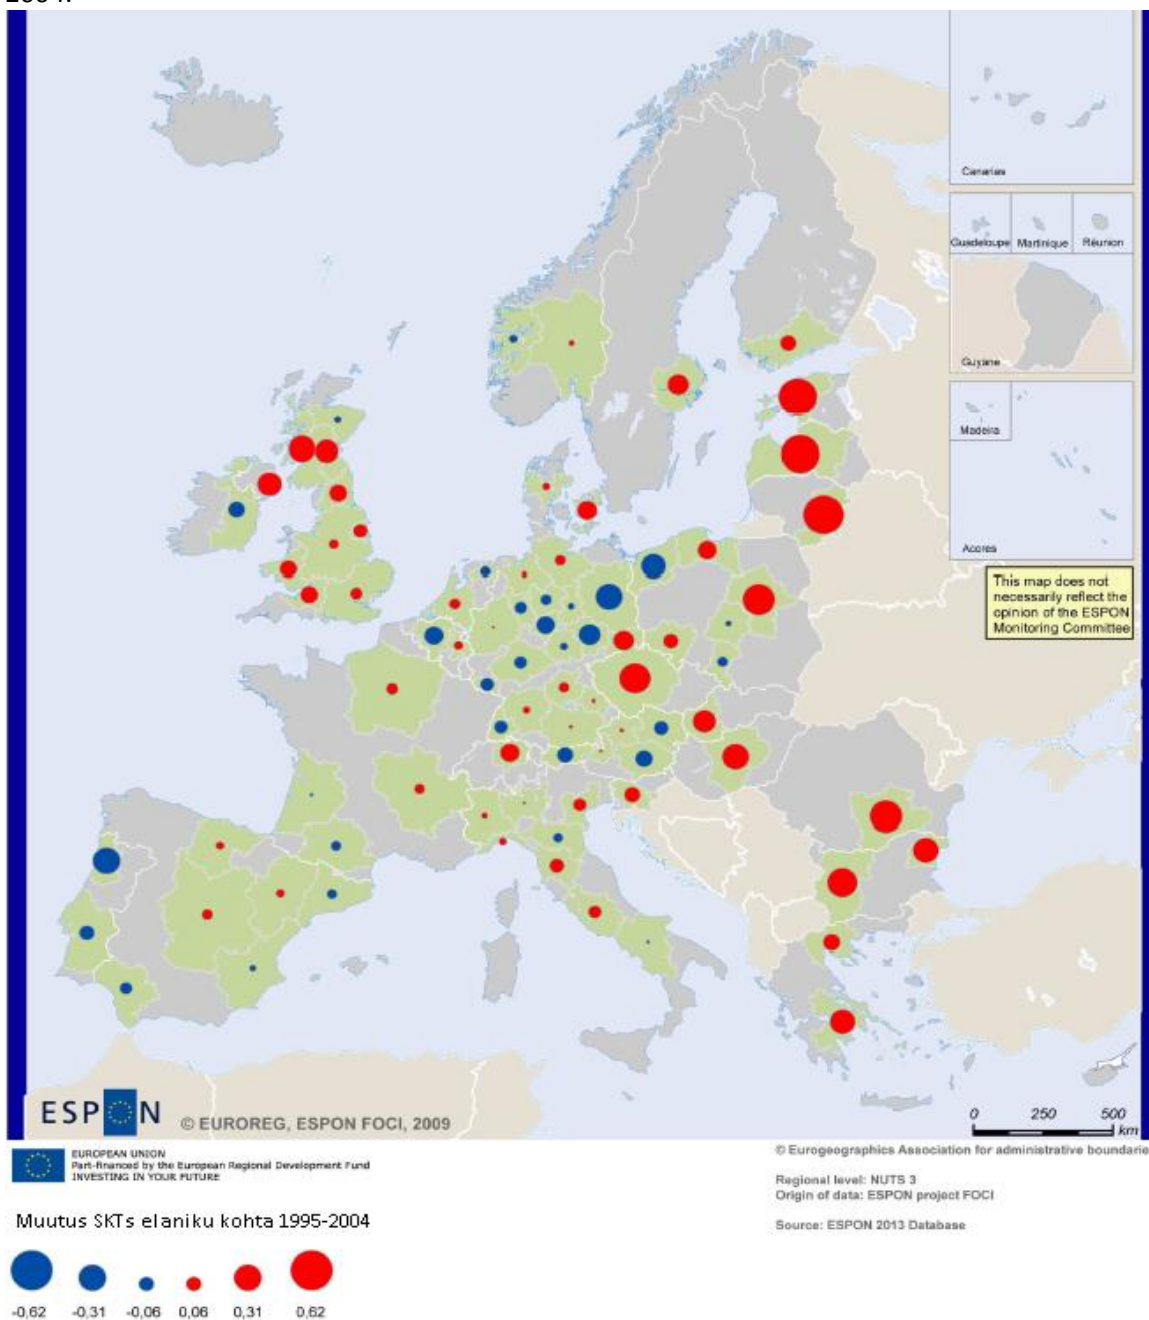 Canarias
Guadeloupe Martinique Réunion
Guyane
Madeira
Acores
This map does not
necessarily reflect the
opinion of the ESPON
Monitoring Committee
ESPON © EUROREG, ESPON FOCI, 2009
0 250 500
km
EUROPEAN UNION
Part-financed by the European Regional Development Fund
INVESTING IN YOUR FUTURE
© Eurogeographics Association for administrative boundarie
Regional level: NUTS 3
Origin of data: ESPON project FOCI
Source: ESPON 2013 Database
Muutus SKTs elaniku kohta 1995-2004
-0,62 -0,31 -0,06 0,06 0,31 0,62